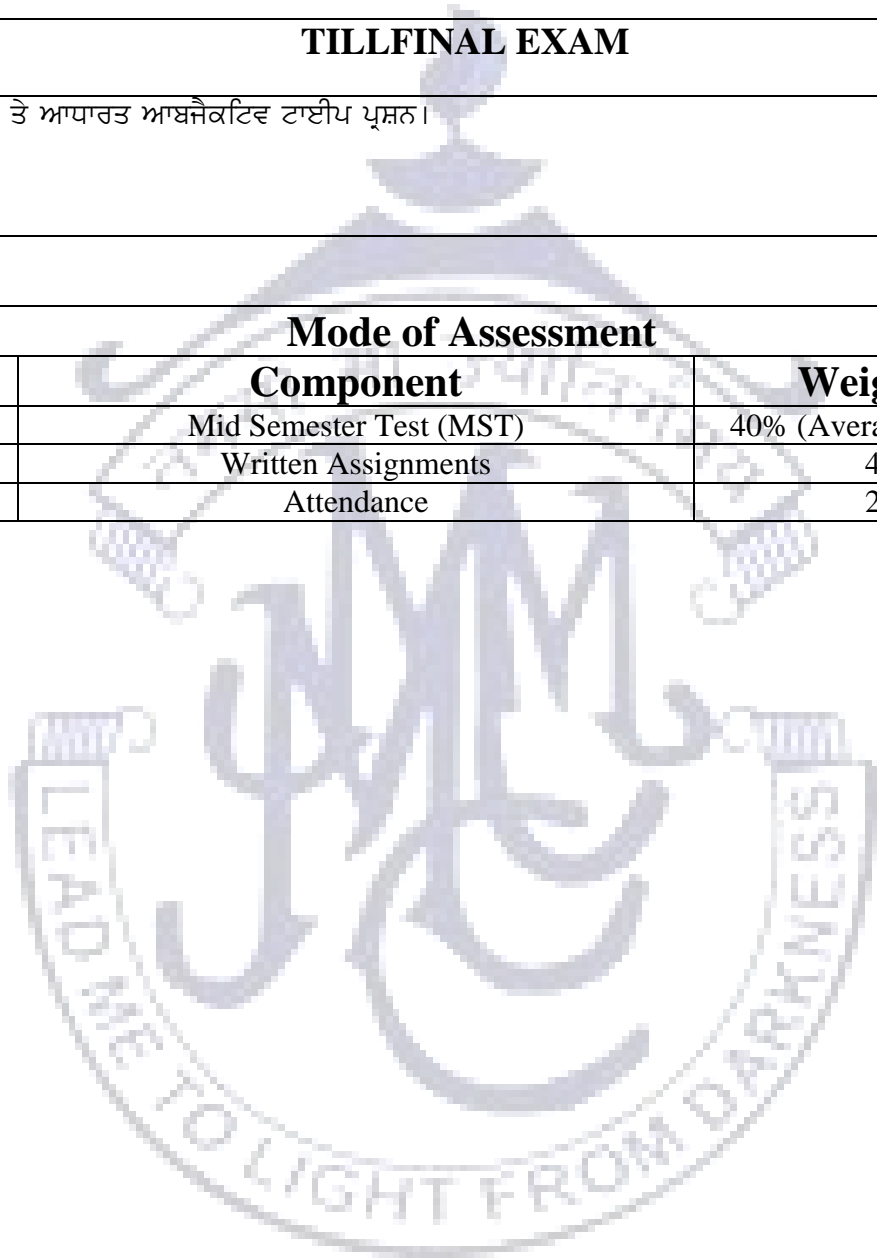 TILLFINAL EXAM
ਤੇ ਆਧਾਰਤ ਆਬਜੈਕਟਿਵ ਟਾਈਪ ਪ੍ਰਸ਼ਨ।
Mode of Assessment
Component
Mid Semester Test (MST) 40%
Written Assignments
Attendance
LEAD ME TO LIGHT FROM DARKNESS